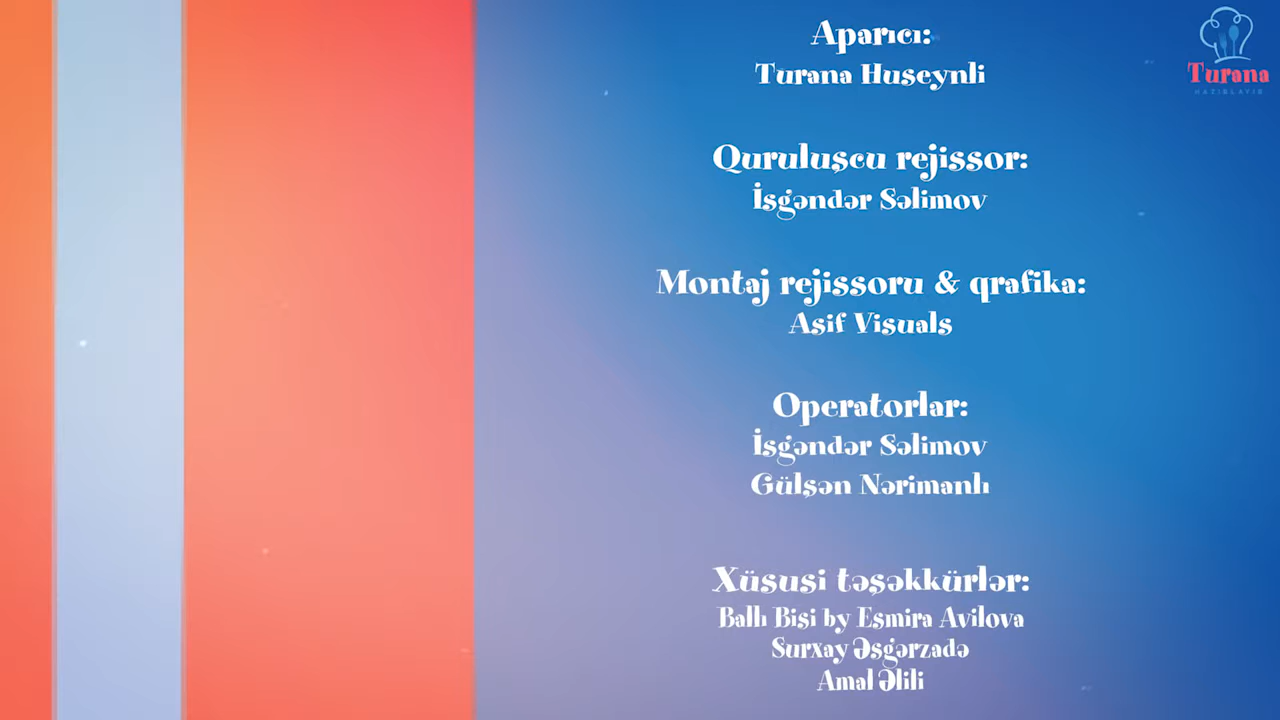 Aparıcı:
Turana Huseynli
Quruluşcu rejissor:
İsgəndər Səlimov
Montaj rejissoru & qrafika:
Asif Visuals
Operatorlar:
İsgəndər Səlimov
Gülşən Nərimanlı
Xüsusi təşəkkürlər:
Ballı Bişi by Esmira Avilova
Surxay Əsgərzadə
Amal Əlili
Turana
HAZIRLAYIB